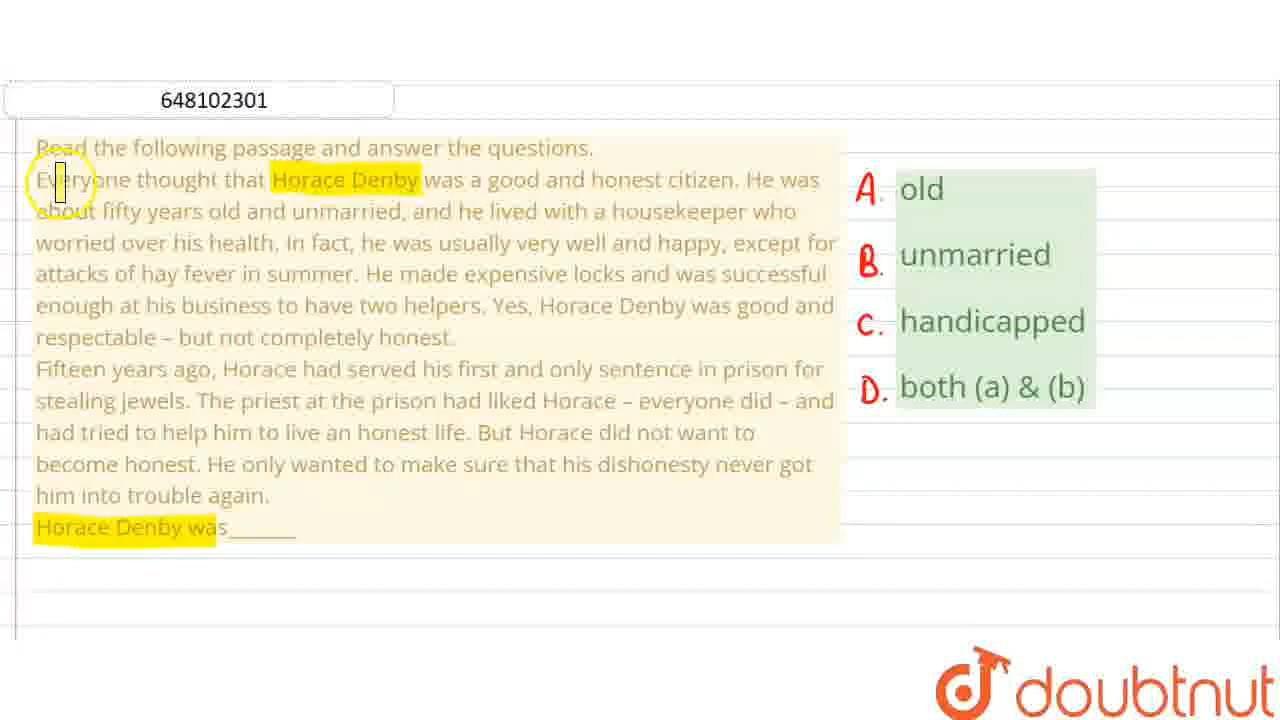 648102301
Read the following passage and answer the questions.
Everyone thought that Horace Denby was a good and honest citizen. He was
about fifty years old and unmarried, and he lived with a housekeeper who
worried over his health. In fact, he was usually very well and happy, except for
attacks of hay fever in summer. He made expensive locks and was successful
enough at his business to have two helpers. Yes, Horace Denby was good and
respectable – but not completely honest.
Fifteen years ago, Horace had served his first and only sentence in prison for
stealing jewels. The priest at the prison had liked Horace – everyone did – and
had tried to help him to live an honest life. But Horace did not want to
become honest. He only wanted to make sure that his dishonesty never got
him into trouble again.
Horace Denby was______
A. old
B. unmarried
C. handicapped
D. both (a) & (b)
doubtnut